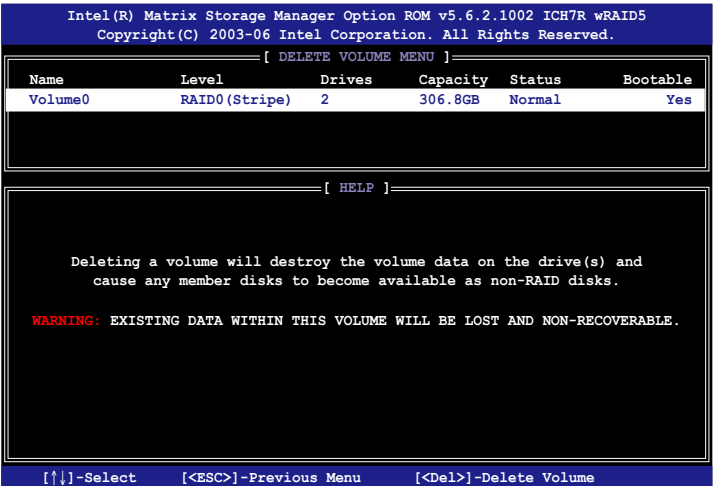 Intel(R) Matrix Storage Manager Option ROM v5.6.2.1002 ICH7R wRAID5
Copyright(C) 2003-06 Intel Corporation. All Rights Reserved.
[ DELETE VOLUME MENU ]
Name Level Drives Capacity Status Bootable
Volume0 RAID0(Stripe) 2 306.8GB Normal Yes
[ HELP ]
Deleting a volume will destroy the volume data on the drive(s) and
cause any member disks to become available as non-RAID disks.
WARNING: EXISTING DATA WITHIN THIS VOLUME WILL BE LOST AND NON-RECOVERABLE.
[↑↓]-Select [<ESC>]-Previous Menu [<Del>]-Delete Volume